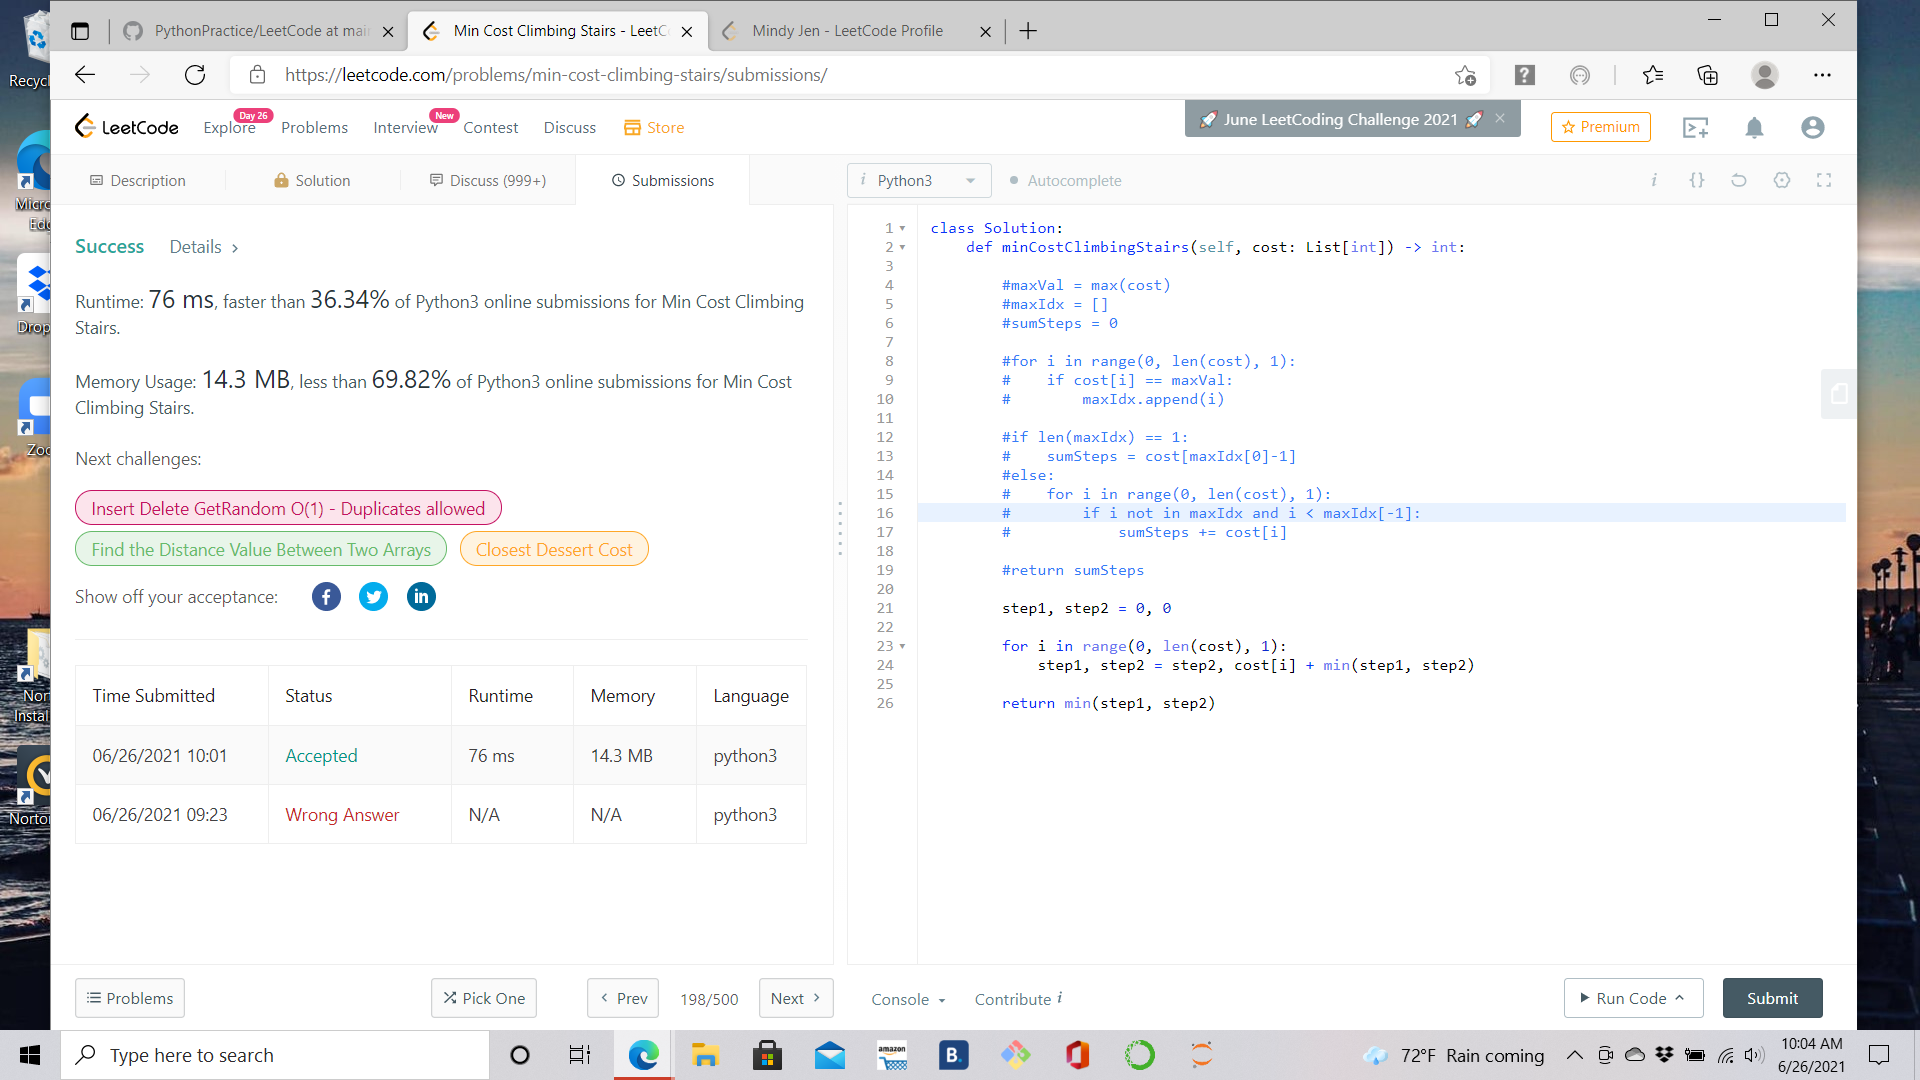 Recycl
Micro
Edg
Drop
Zoo
Nor
Instal
Norto
PythonPractice/LeetCode at mai
Min Cost Climbing Stairs - LeetC
Mindy Jen - LeetCode Profile
https://leetcode.com/problems/min-cost-climbing-stairs/submissions/
LeetCode
Explore
Day 26
Problems
Interview
New
Contest
Discuss
Store
🚀 June LeetCoding Challenge 2021 🚀
Premium
Description
Solution
Discuss (999+)
Submissions
i Python3
Autocomplete
i
{}
Success
Details
Runtime: 76 ms, faster than 36.34% of Python3 online submissions for Min Cost Climbing
Stairs.
Memory Usage: 14.3 MB, less than 69.82% of Python3 online submissions for Min Cost
Climbing Stairs.
Next challenges:
Insert Delete GetRandom O(1) - Duplicates allowed
Find the Distance Value Between Two Arrays
Closest Dessert Cost
Show off your acceptance:
f
in
Time Submitted Status Runtime Memory Language
06/26/2021 10:01 Accepted 76 ms 14.3 MB python3
06/26/2021 09:23 Wrong Answer N/A N/A python3
1 class Solution:
2     def minCostClimbingStairs(self, cost: List[int]) -> int:
3
4         #maxVal = max(cost)
5         #maxIdx = []
6         #sumSteps = 0
7
8         #for i in range(0, len(cost), 1):
9         #    if cost[i] == maxVal:
10         #        maxIdx.append(i)
11
12         #if len(maxIdx) == 1:
13         #    sumSteps = cost[maxIdx[0]-1]
14         #else:
15         #    for i in range(0, len(cost), 1):
16         #        if i not in maxIdx and i < maxIdx[-1]:
17         #            sumSteps += cost[i]
18
19         #return sumSteps
20
21         step1, step2 = 0, 0
22
23         for i in range(0, len(cost), 1):
24             step1, step2 = step2, cost[i] + min(step1, step2)
25
26         return min(step1, step2)
Problems
Pick One
Prev
198/500
Next
Console
Contribute i
Run Code
Submit
Type here to search
amazon
B.
72°F Rain coming
10:04 AM
6/26/2021